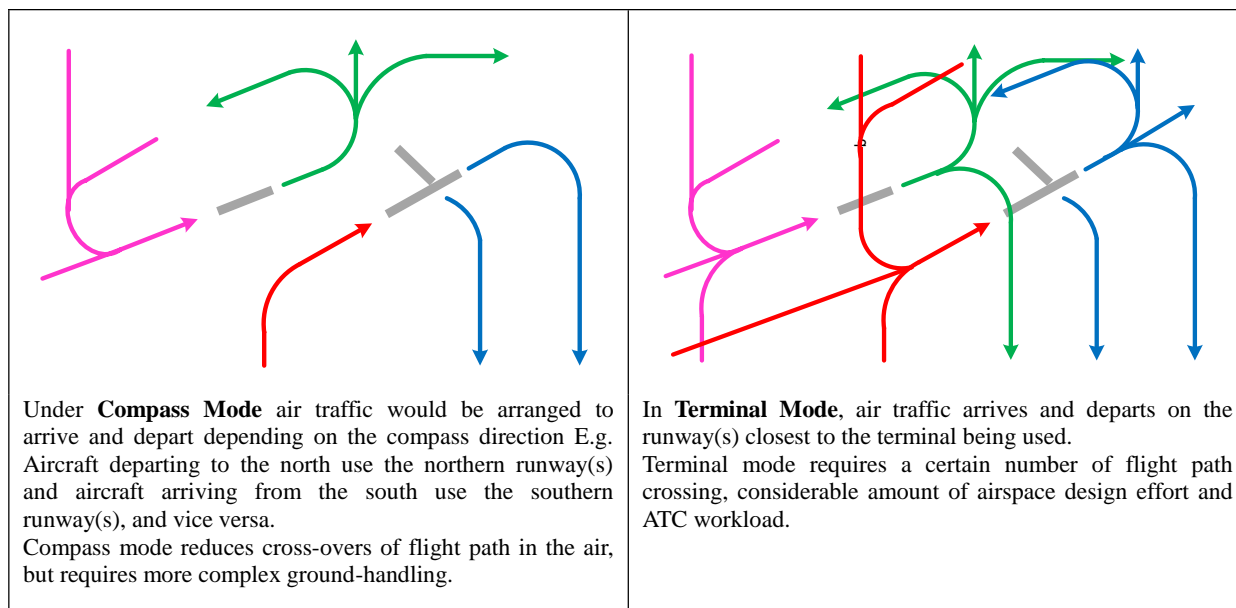 Under Compass Mode air traffic would be arranged to
arrive and depart depending on the compass direction E.g.
Aircraft departing to the north use the northern runway(s)
and aircraft arriving from the south use the southern
runway(s), and vice versa.
Compass mode reduces cross-overs of flight path in the air,
but requires more complex ground-handling.
In Terminal Mode, air traffic arrives and departs on the
runway(s) closest to the terminal being used.
Terminal mode requires a certain number of flight path
crossing, considerable amount of airspace design effort and
ATC workload.